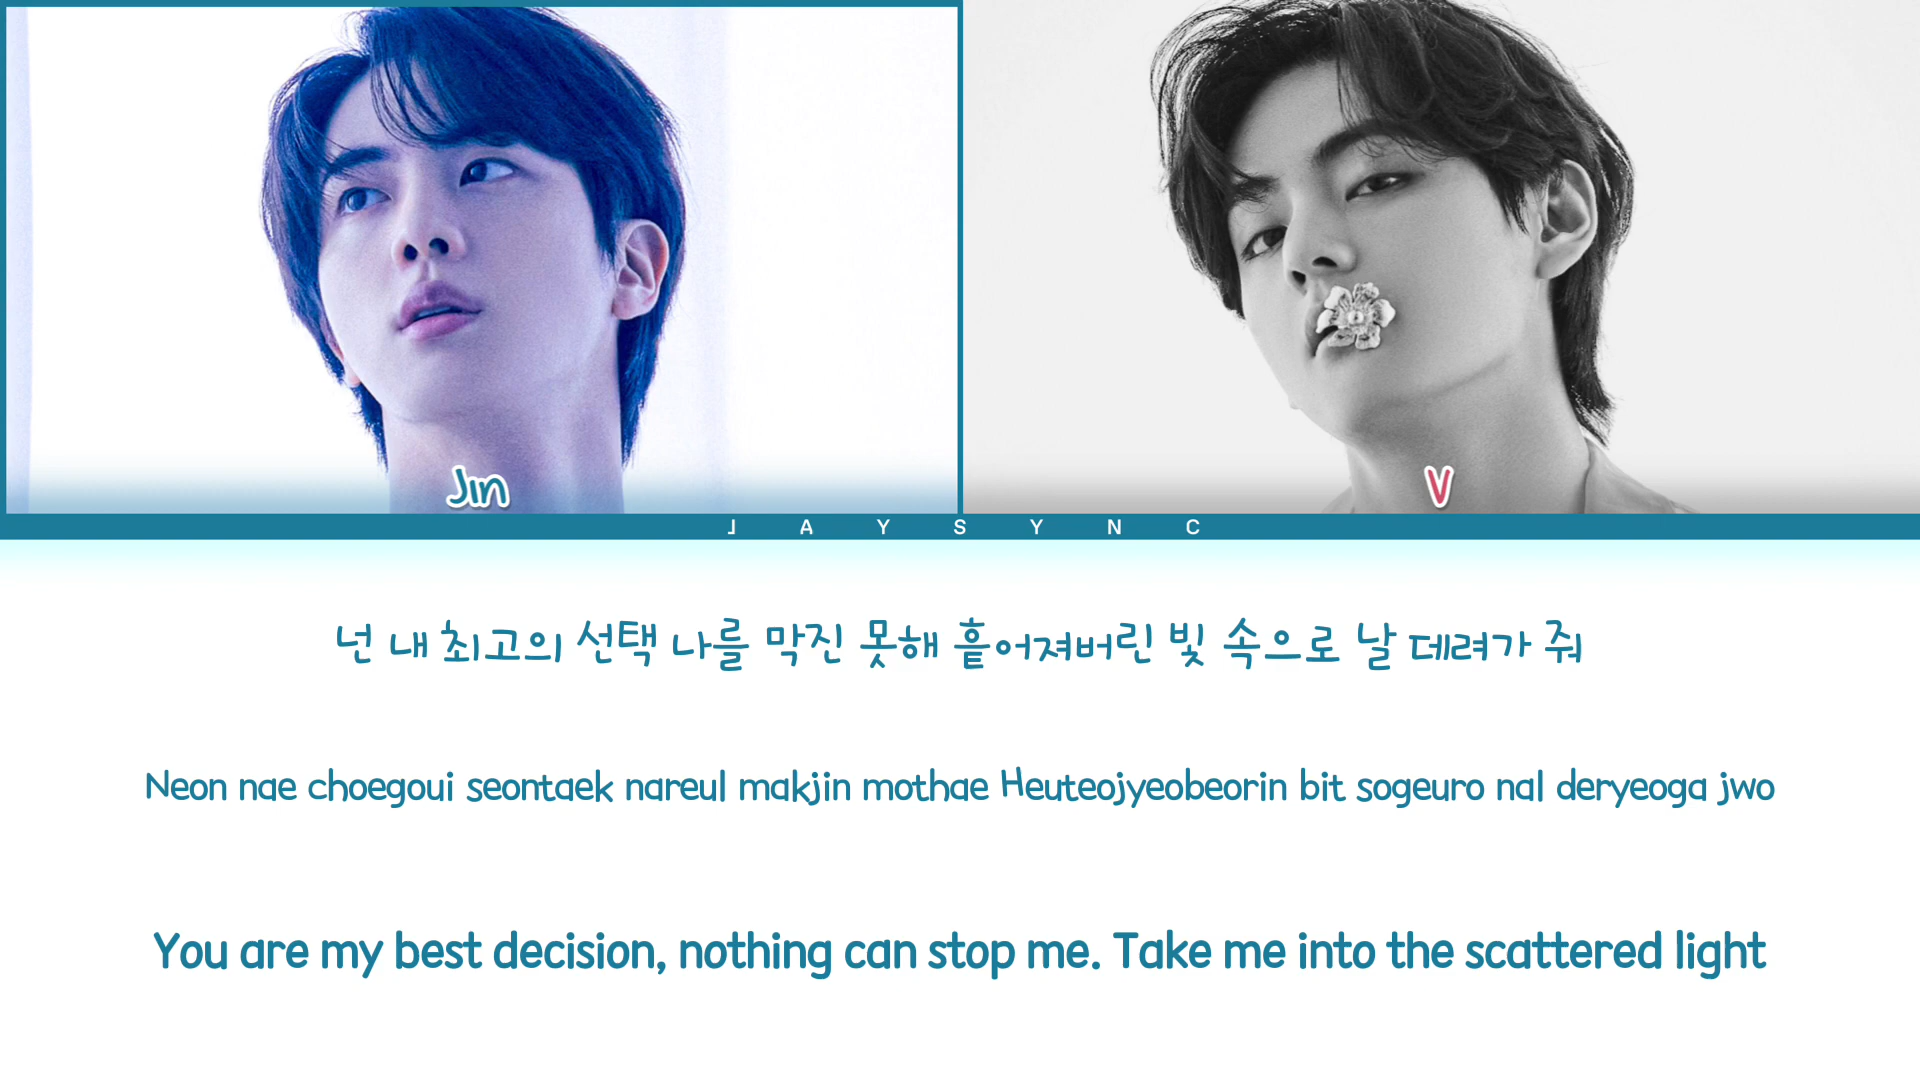 Jin
V
JAYSYNC
넌 내 최고의 선택 나를 막진 못해 흩어져버린 빛 속으로 날 데려가 줘
Neon nae choegoui seontaek nareul makjin mothae Heuteojyeobeorin bit sogeuro nal deryeoga jwo
You are my best decision, nothing can stop me. Take me into the scattered light